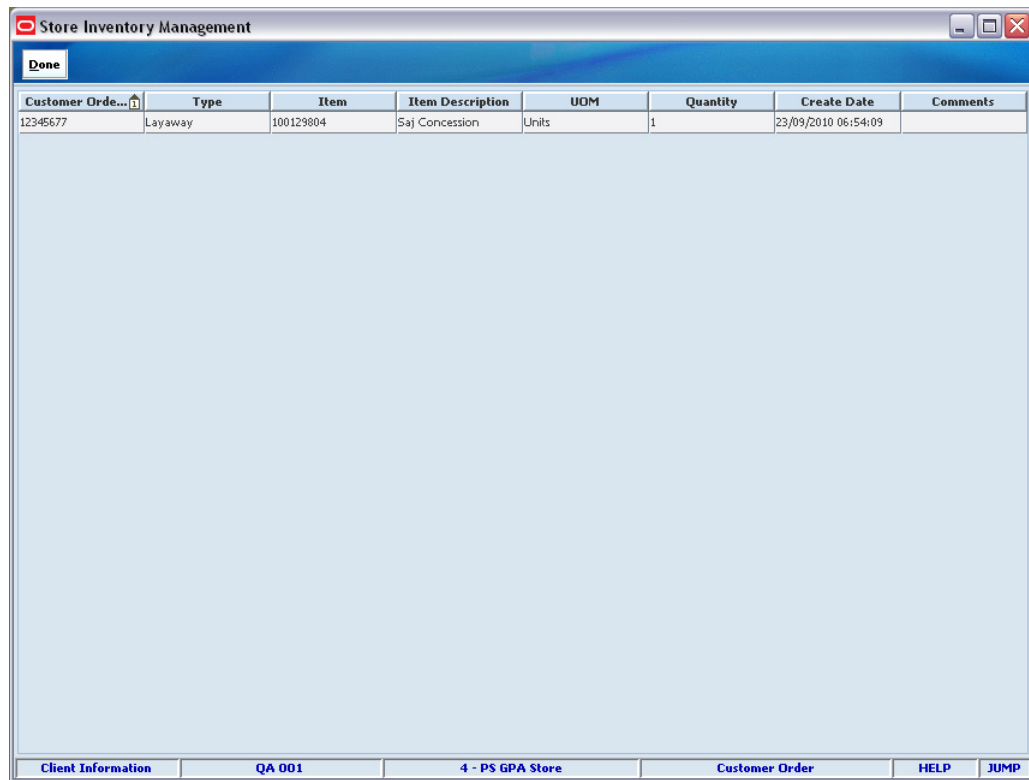 Store Inventory Management
Done
Customer Orde... 1 Type Item Item Description UOM Quantity Create Date Comments
12345677 Layaway 100129804 Saj Concession Units 1 23/09/2010 06:54:09
Client Information QA 001 4 - PS GPA Store Customer Order HELP JUMP